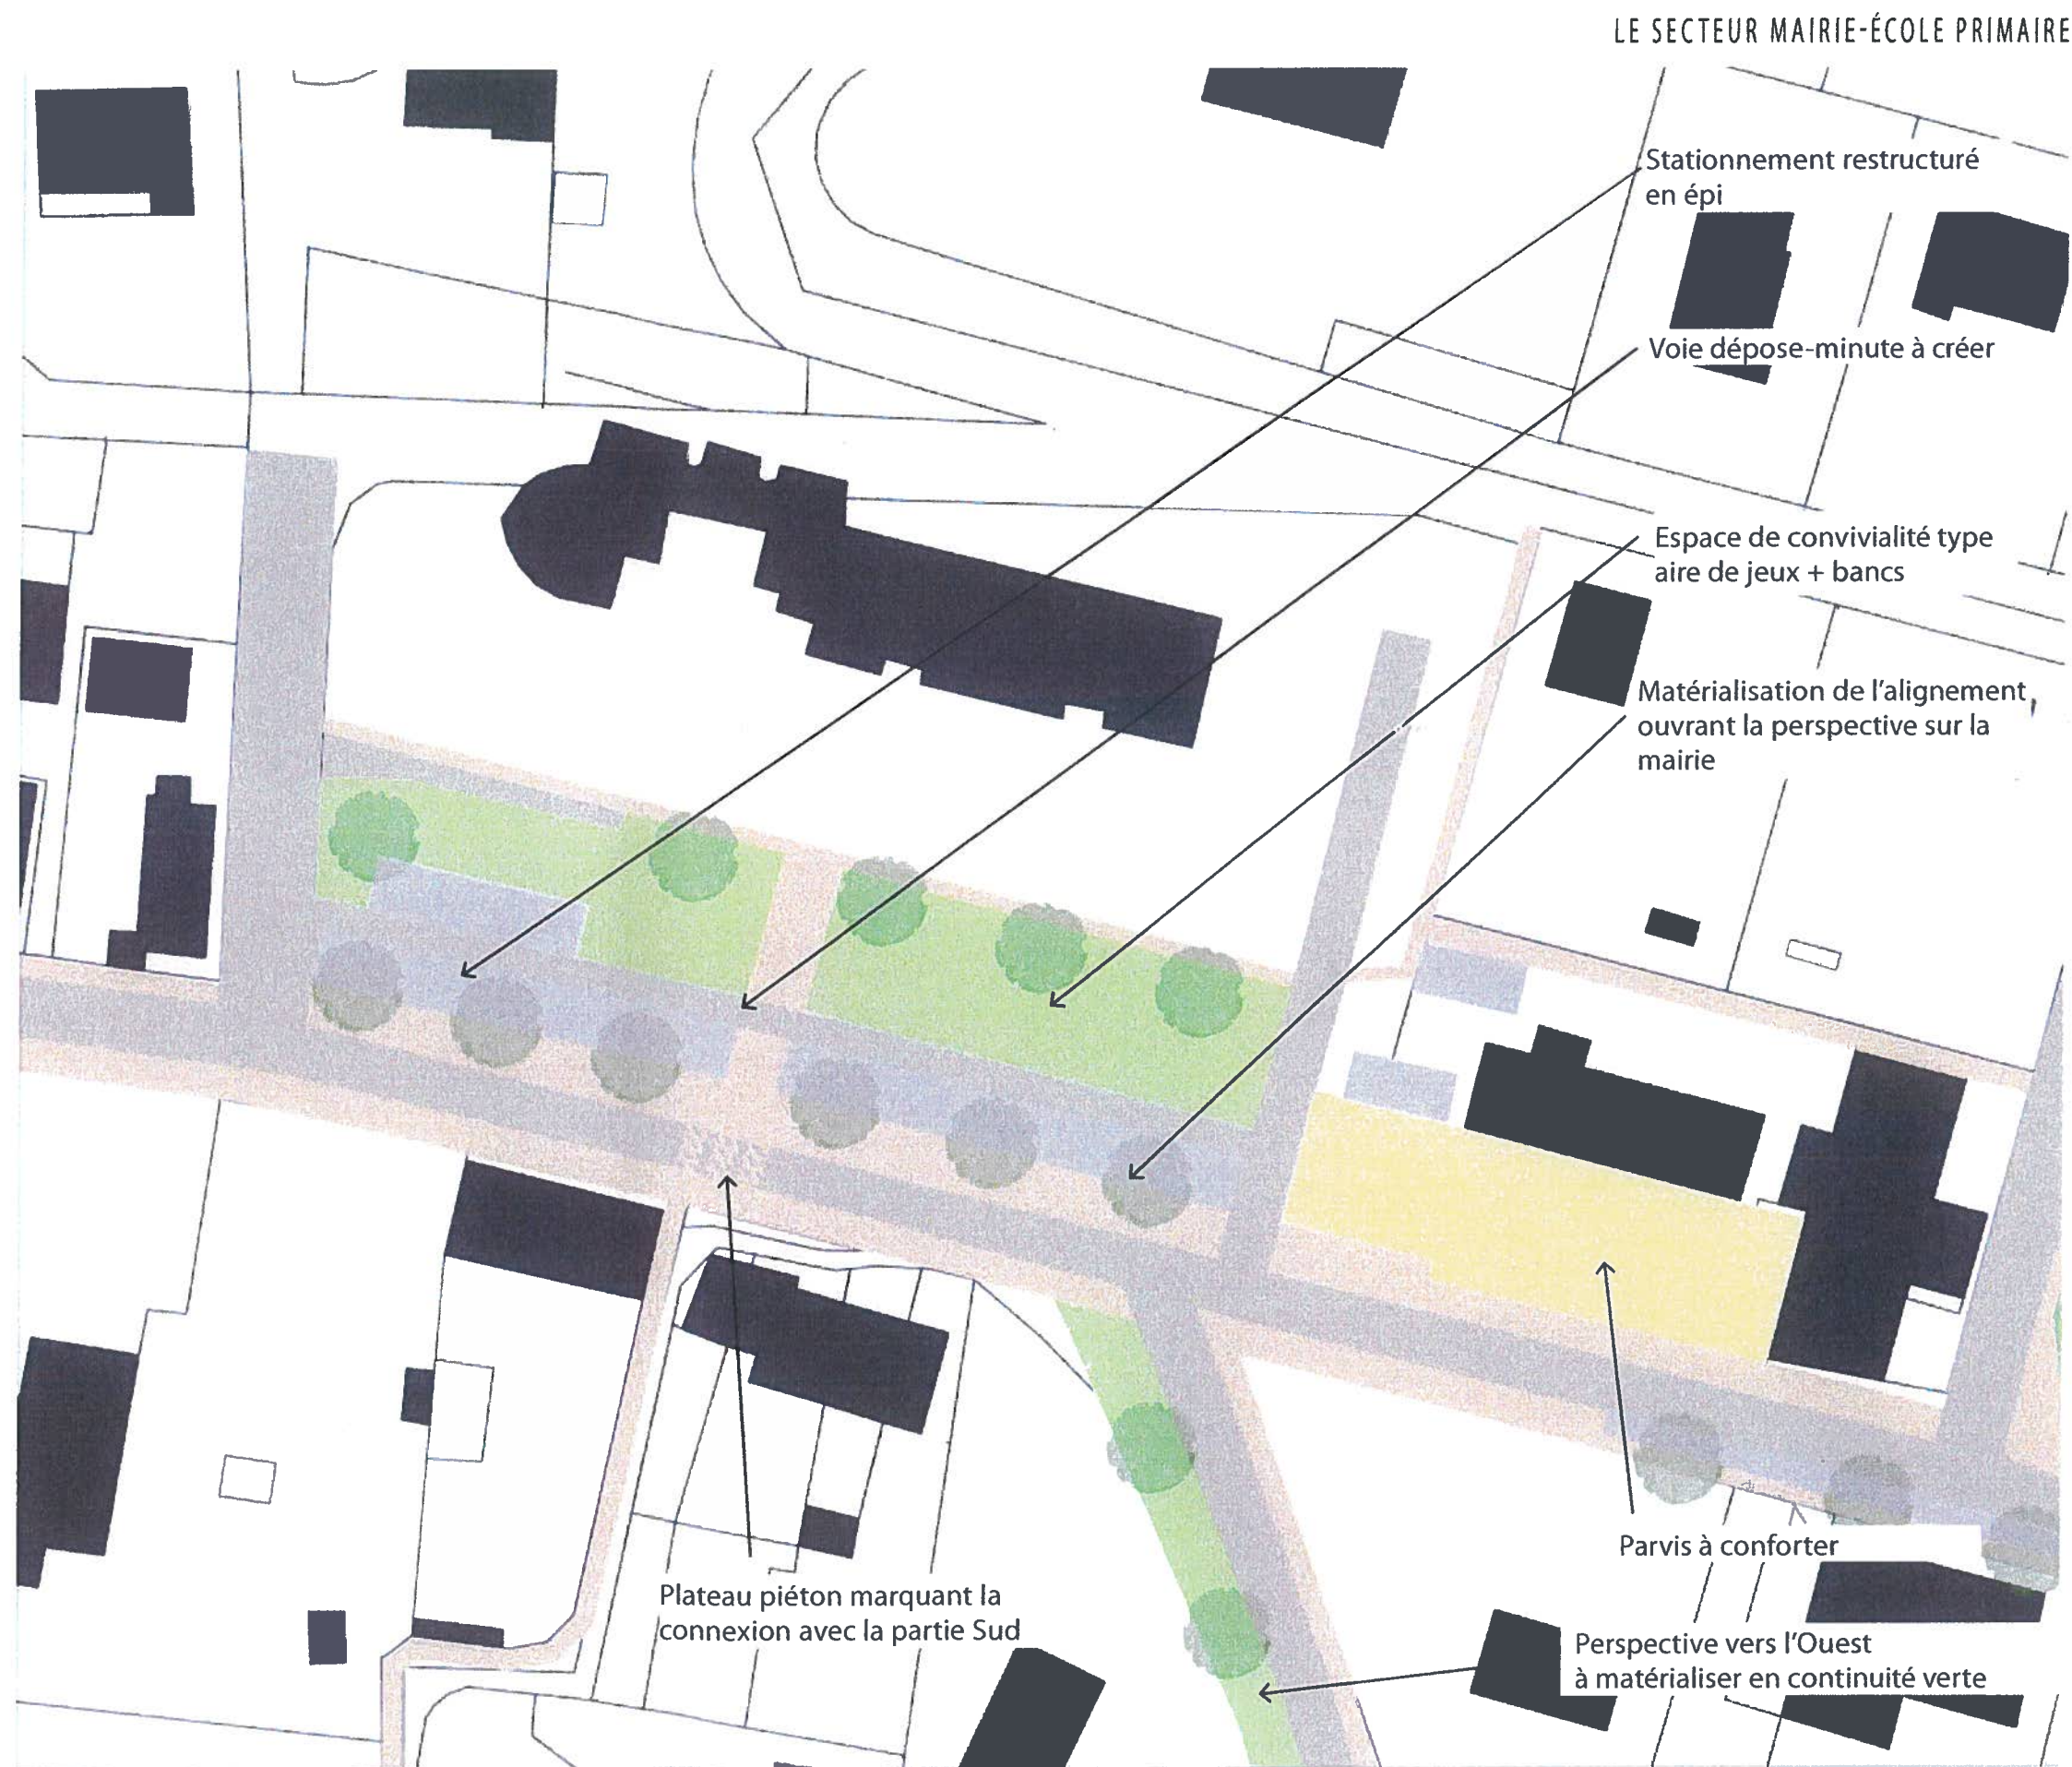 LE SECTEUR MAIRIE-ÉCOLE PRIMAIRE
Stationnement restructuré
en épi
Voie dépose-minute à créer
Espace de convivialité type
aire de jeux + bancs
Matérialisation de l'alignement,
ouvrant la perspective sur la
mairie
Parvis à conforter
Plateau piéton marquant la
connexion avec la partie Sud
Perspective vers l'Ouest
à matérialiser en continuité verte